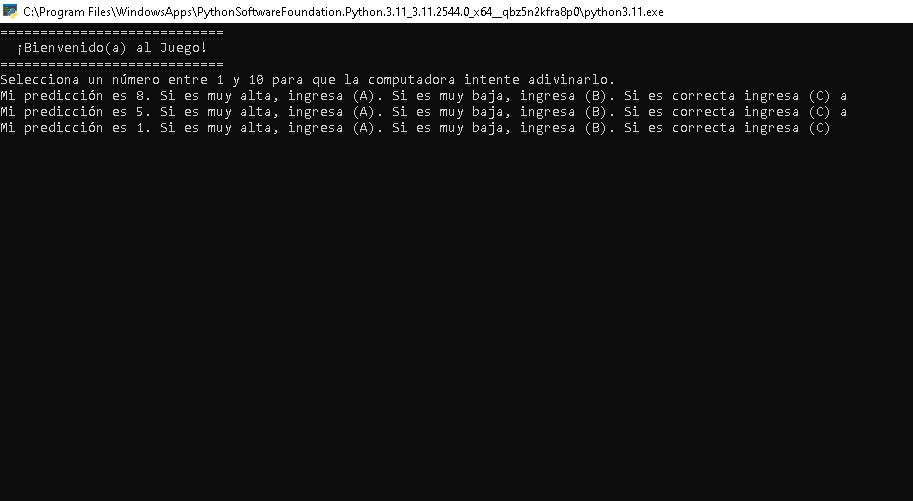 C:\Program Files\WindowsApps\PythonSoftwareFoundation.Python.3.11_3.11.2544.0_x64__qbz5n2kfra8p0\python3.11.exe
============================
¡Bienvenido(a) al Juego!
============================
Selecciona un número entre 1 y 10 para que la computadora intente adivinarlo.
Mi predicción es 8. Si es muy alta, ingresa (A). Si es muy baja, ingresa (B). Si es correcta ingresa (C) a
Mi predicción es 5. Si es muy alta, ingresa (A). Si es muy baja, ingresa (B). Si es correcta ingresa (C) a
Mi predicción es 1. Si es muy alta, ingresa (A). Si es muy baja, ingresa (B). Si es correcta ingresa (C)